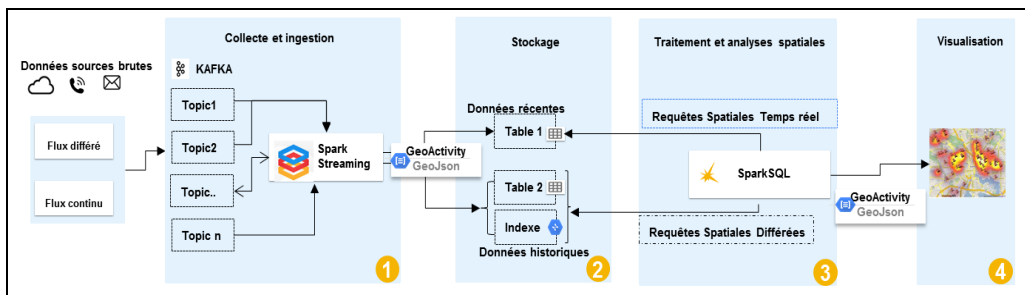 Collecte et ingestion
Stockage
Traitement et analyses spatiales
Visualisation
Données sources brutes
KAFKA
Flux différé
Flux continu
Topic1
Topic2
Topic..
Topic n
Spark
Streaming
GeoActivity
GeoJson
Données récentes
Table 1
Table 2
Indexe
Données historiques
Requêtes Spatiales Temps réel
SparkSQL
Requêtes Spatiales Différées
GeoActivity
GeoJson
1
2
3
4